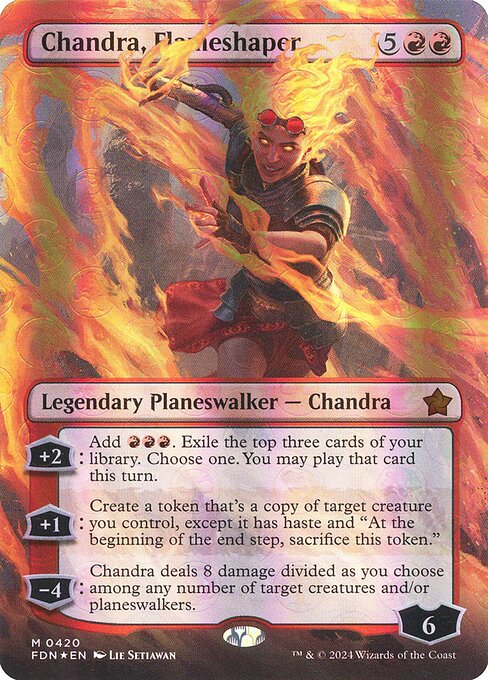 Chandra, Flameshaper 5
Legendary Planeswalker — Chandra
+2: Add. Exile the top three cards of your
library. Choose one. You may play that card
this turn.
+1: Create a token that's a copy of target creature
you control, except it has haste and “At the
beginning of the end step, sacrifice this token.”
−4: Chandra deals 8 damage divided as you choose
among any number of target creatures and/or
planeswalkers.
6
M 0420
FDN★EN Lie Setiawan
™ & © 2024 Wizards of the Coast